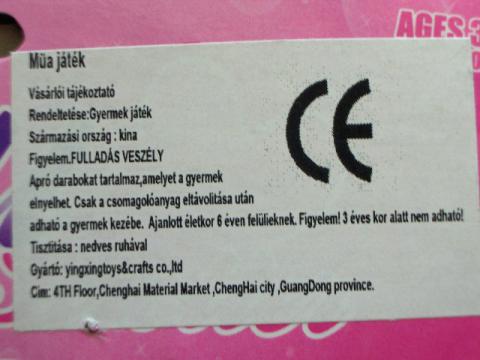 AGES 3
Műa játék
Vásárlói tájékoztató
Rendeltetése:Gyermek játék
Származási ország : kina
Figyelem.FULLADÁS VESZÉLY
Apró darabokat tartalmaz,amelyet a gyermek
elnyelhet. Csak a csomagolóanyag eltávolítása után
adható a gyermek kezébe. Ajanlott életkor 6 éven felülieknek. Figyelem! 3 éves kor alatt nem adható!
Tisztítása : nedves ruhával
Gyártó: yingxingtoys&crafts co.,ltd
Cím: 4TH Floor,Chenghai Material Market ,ChengHai city ,GuangDong province.
CE